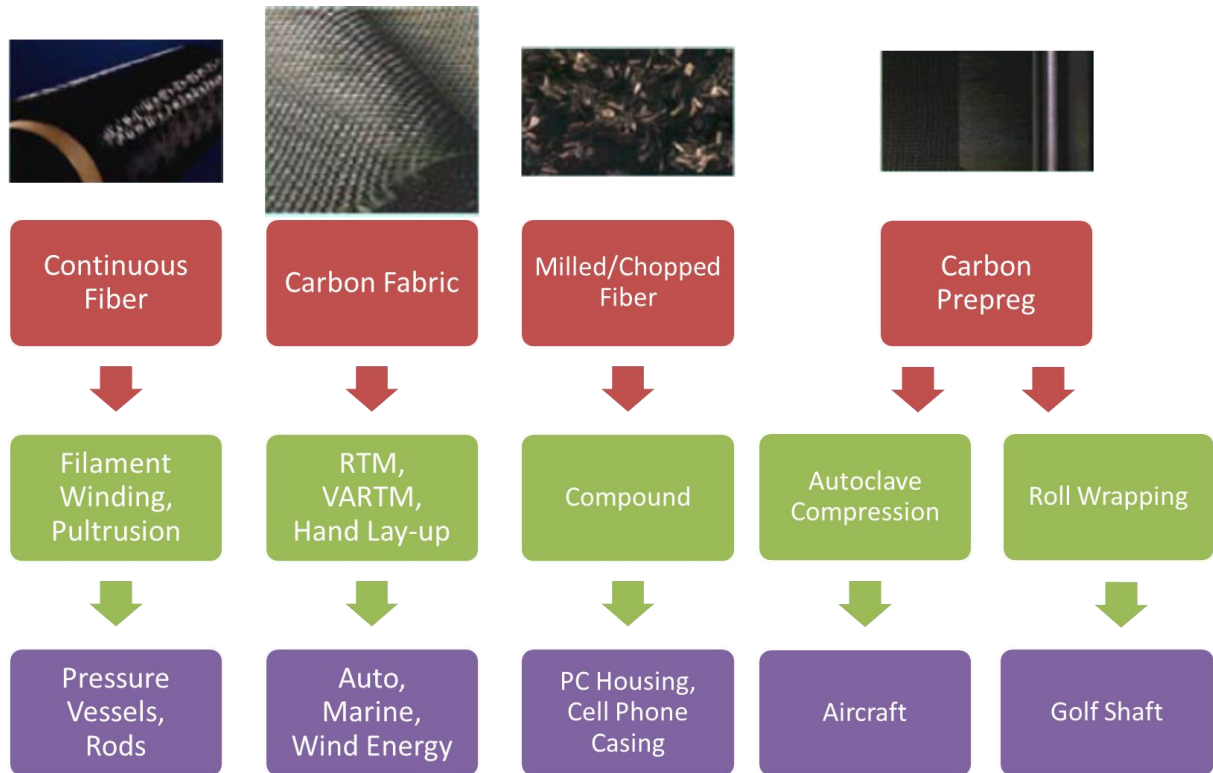 Continuous
Fiber
Carbon Fabric
Milled/Chopped
Fiber
Carbon
Prepreg
Filament
Winding,
Pultrusion
RTM,
VARTM,
Hand Lay-up
Compound
Autoclave
Compression
Roll Wrapping
Pressure
Vessels,
Rods
Auto,
Marine,
Wind Energy
PC Housing,
Cell Phone
Casing
Aircraft
Golf Shaft